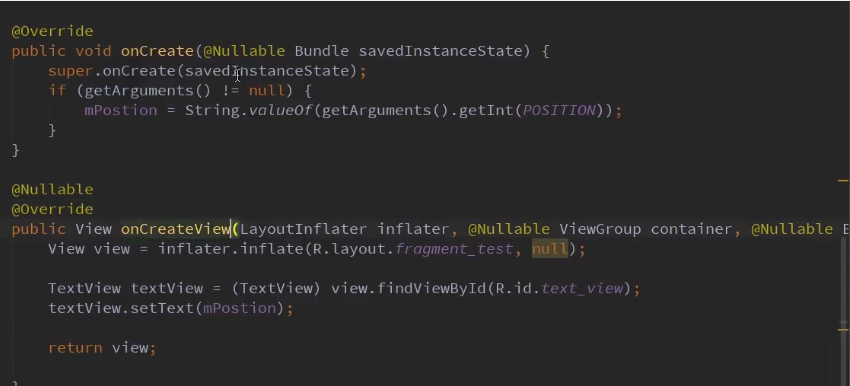 @Override
public void onCreate(@Nullable Bundle savedInstanceState) {
super.onCreate(savedInstanceState);
if (getArguments() != null) {
mPostion = String.valueOf(getArguments().getInt(POSITION));
}
}
@Nullable
@Override
public View onCreateView(LayoutInflater inflater, @Nullable ViewGroup container, @Nullable
View view = inflater.inflate(R.layout.fragment_test, null);
TextView textView = (TextView) view.findViewById(R.id.text_view);
textView.setText(mPostion);
return view;
}